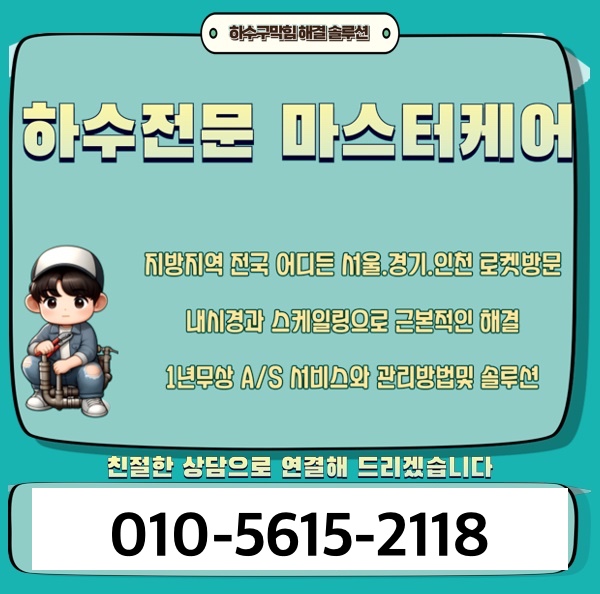 하수구막힘 해결 솔루션
하수전문 마스터케어
지방지역 전국 어디든 서울.경기.인천 로켓방문
내시경과 스케일링으로 근본적인 해결
1년무상 A/S 서비스와 관리방법및 솔루션
친절한 상담으로 연결해 드리겠습니다
010-5615-2118